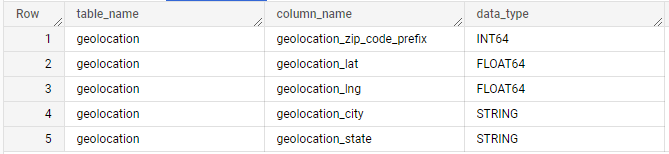 Row table_name column_name data_type
1 geolocation geolocation_zip_code_prefix INT64
2 geolocation geolocation_lat FLOAT64
3 geolocation geolocation_lng FLOAT64
4 geolocation geolocation_city STRING
5 geolocation geolocation_state STRING